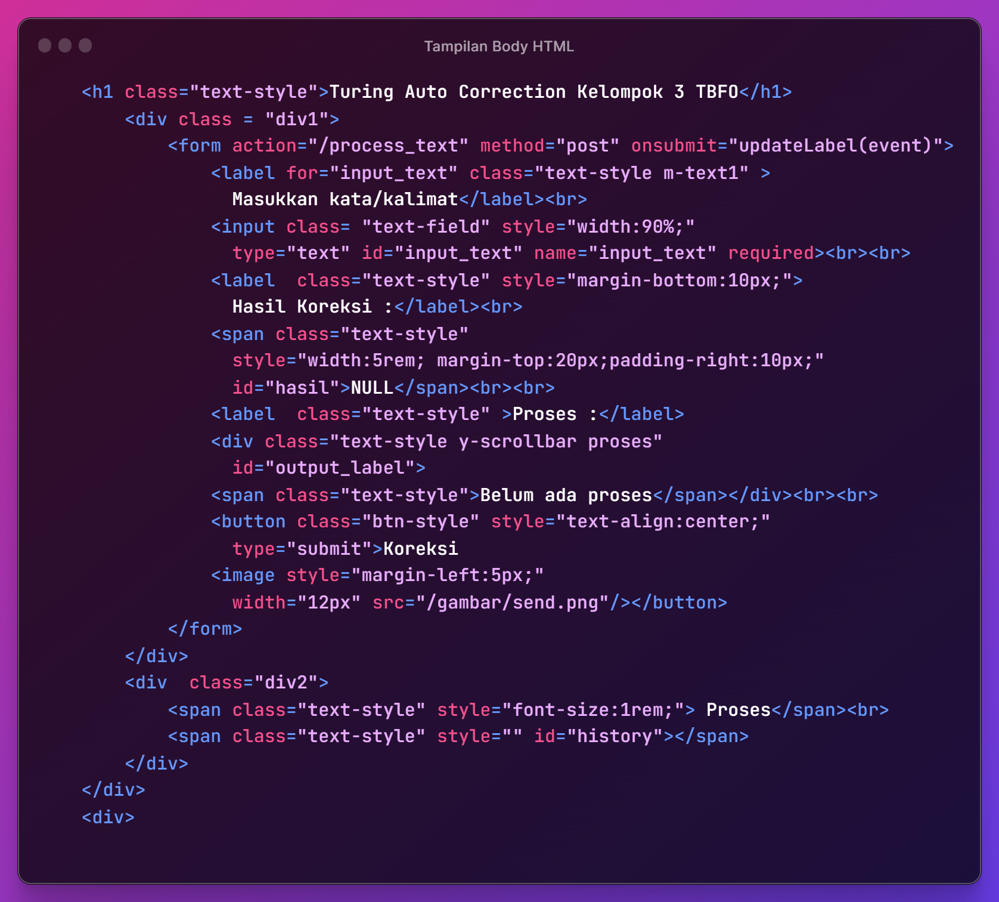 Tampilan Body HTML
<h1 class="text-style">Turing Auto Correction Kelompok 3 TBFO</h1>
    <div class = "div1">
        <form action="/process_text" method="post" onsubmit="updateLabel(event)">
            <label for="input_text" class="text-style m-text1" >
              Masukkan kata/kalimat</label><br>
            <input class= "text-field" style="width:90%;"
              type="text" id="input_text" name="input_text" required><br><br>
            <label  class="text-style" style="margin-bottom:10px;">
              Hasil Koreksi :</label><br>
            <span class="text-style"
              style="width:5rem; margin-top:20px;padding-right:10px;"
              id="hasil">NULL</span><br><br>
            <label  class="text-style" >Proses :</label>
            <div class="text-style y-scrollbar proses"
              id="output_label">
            <span class="text-style">Belum ada proses</span></div><br><br>
            <button class="btn-style" style="text-align:center;"
              type="submit">Koreksi
            <image style="margin-left:5px;"
              width="12px" src="/gambar/send.png"/></button>
        </form>
    </div>
    <div  class="div2">
        <span class="text-style" style="font-size:1rem;"> Proses</span><br>
        <span class="text-style" style="" id="history"></span>
    </div>
</div>
<div>